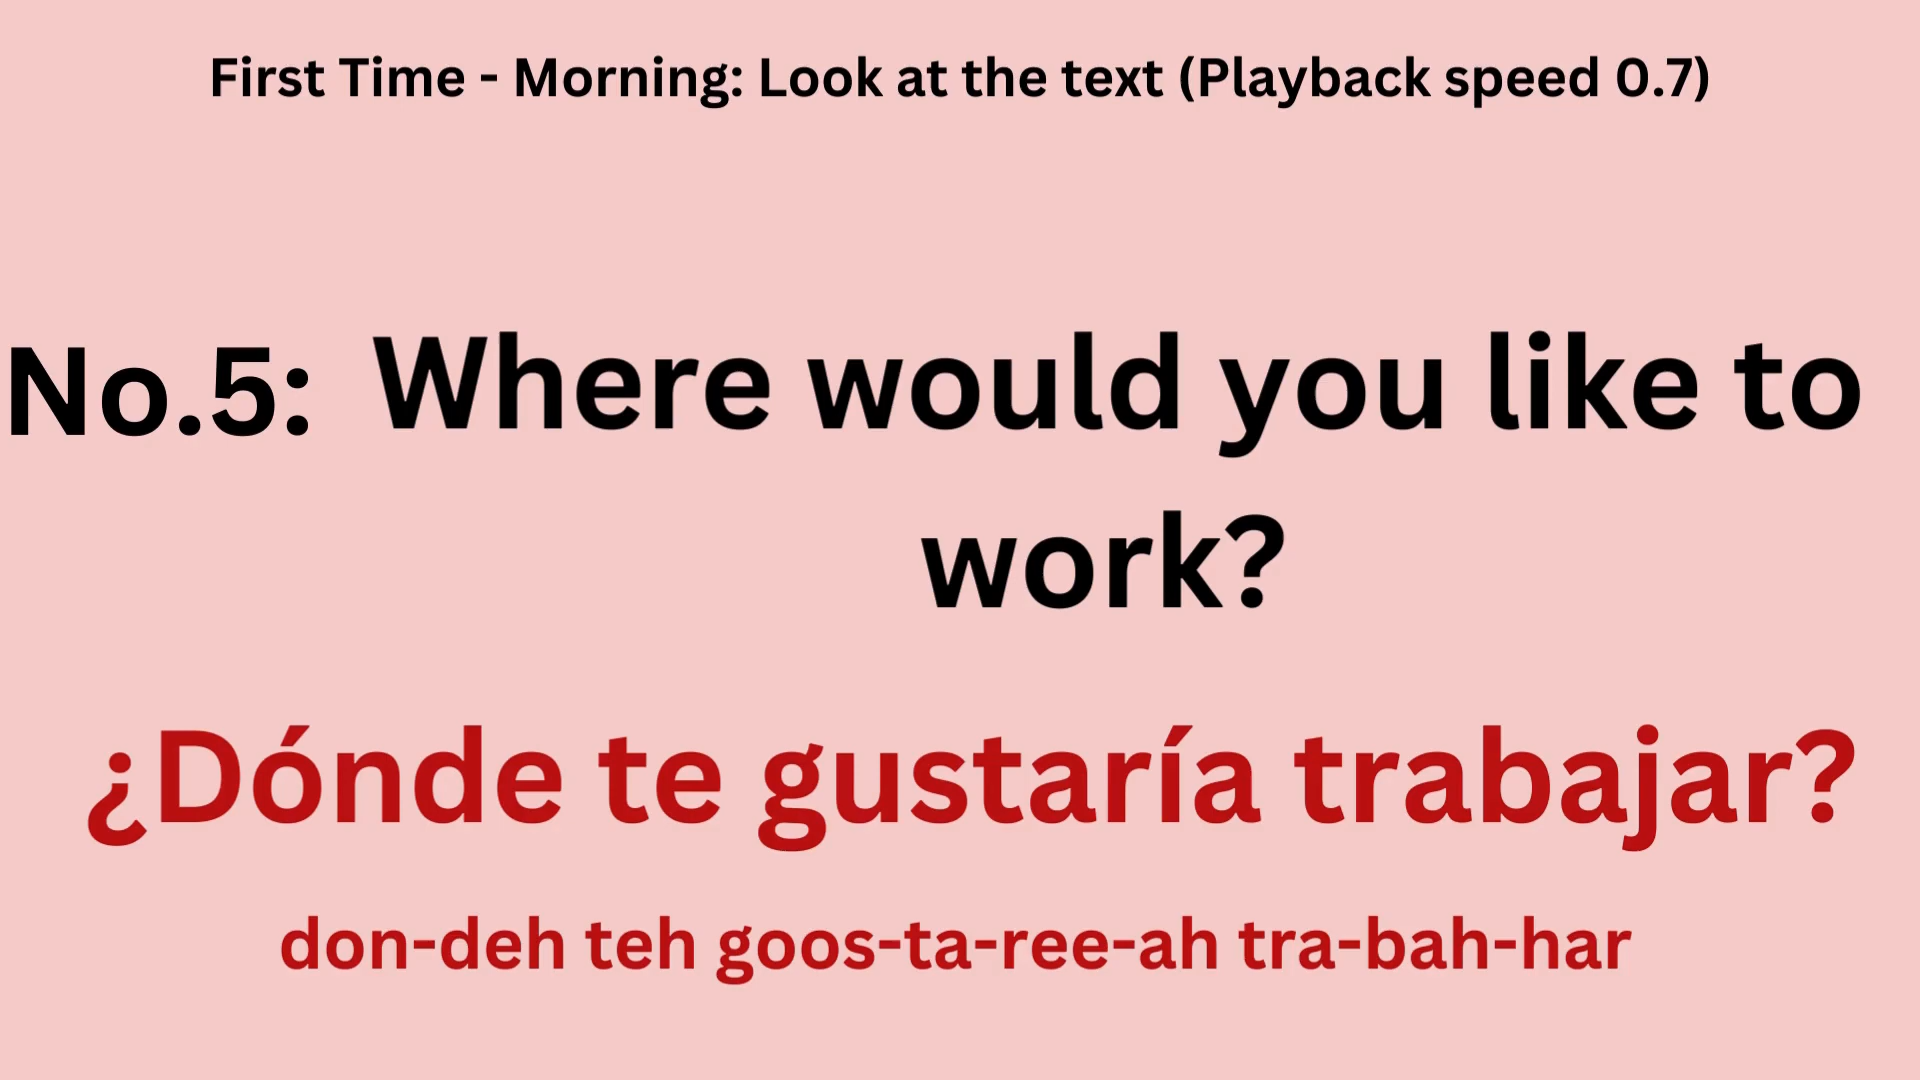 First Time - Morning: Look at the text (Playback speed 0.7)
No.5: Where would you like to
work?
¿Dónde te gustaría trabajar?
don-deh teh goos-ta-ree-ah tra-bah-har